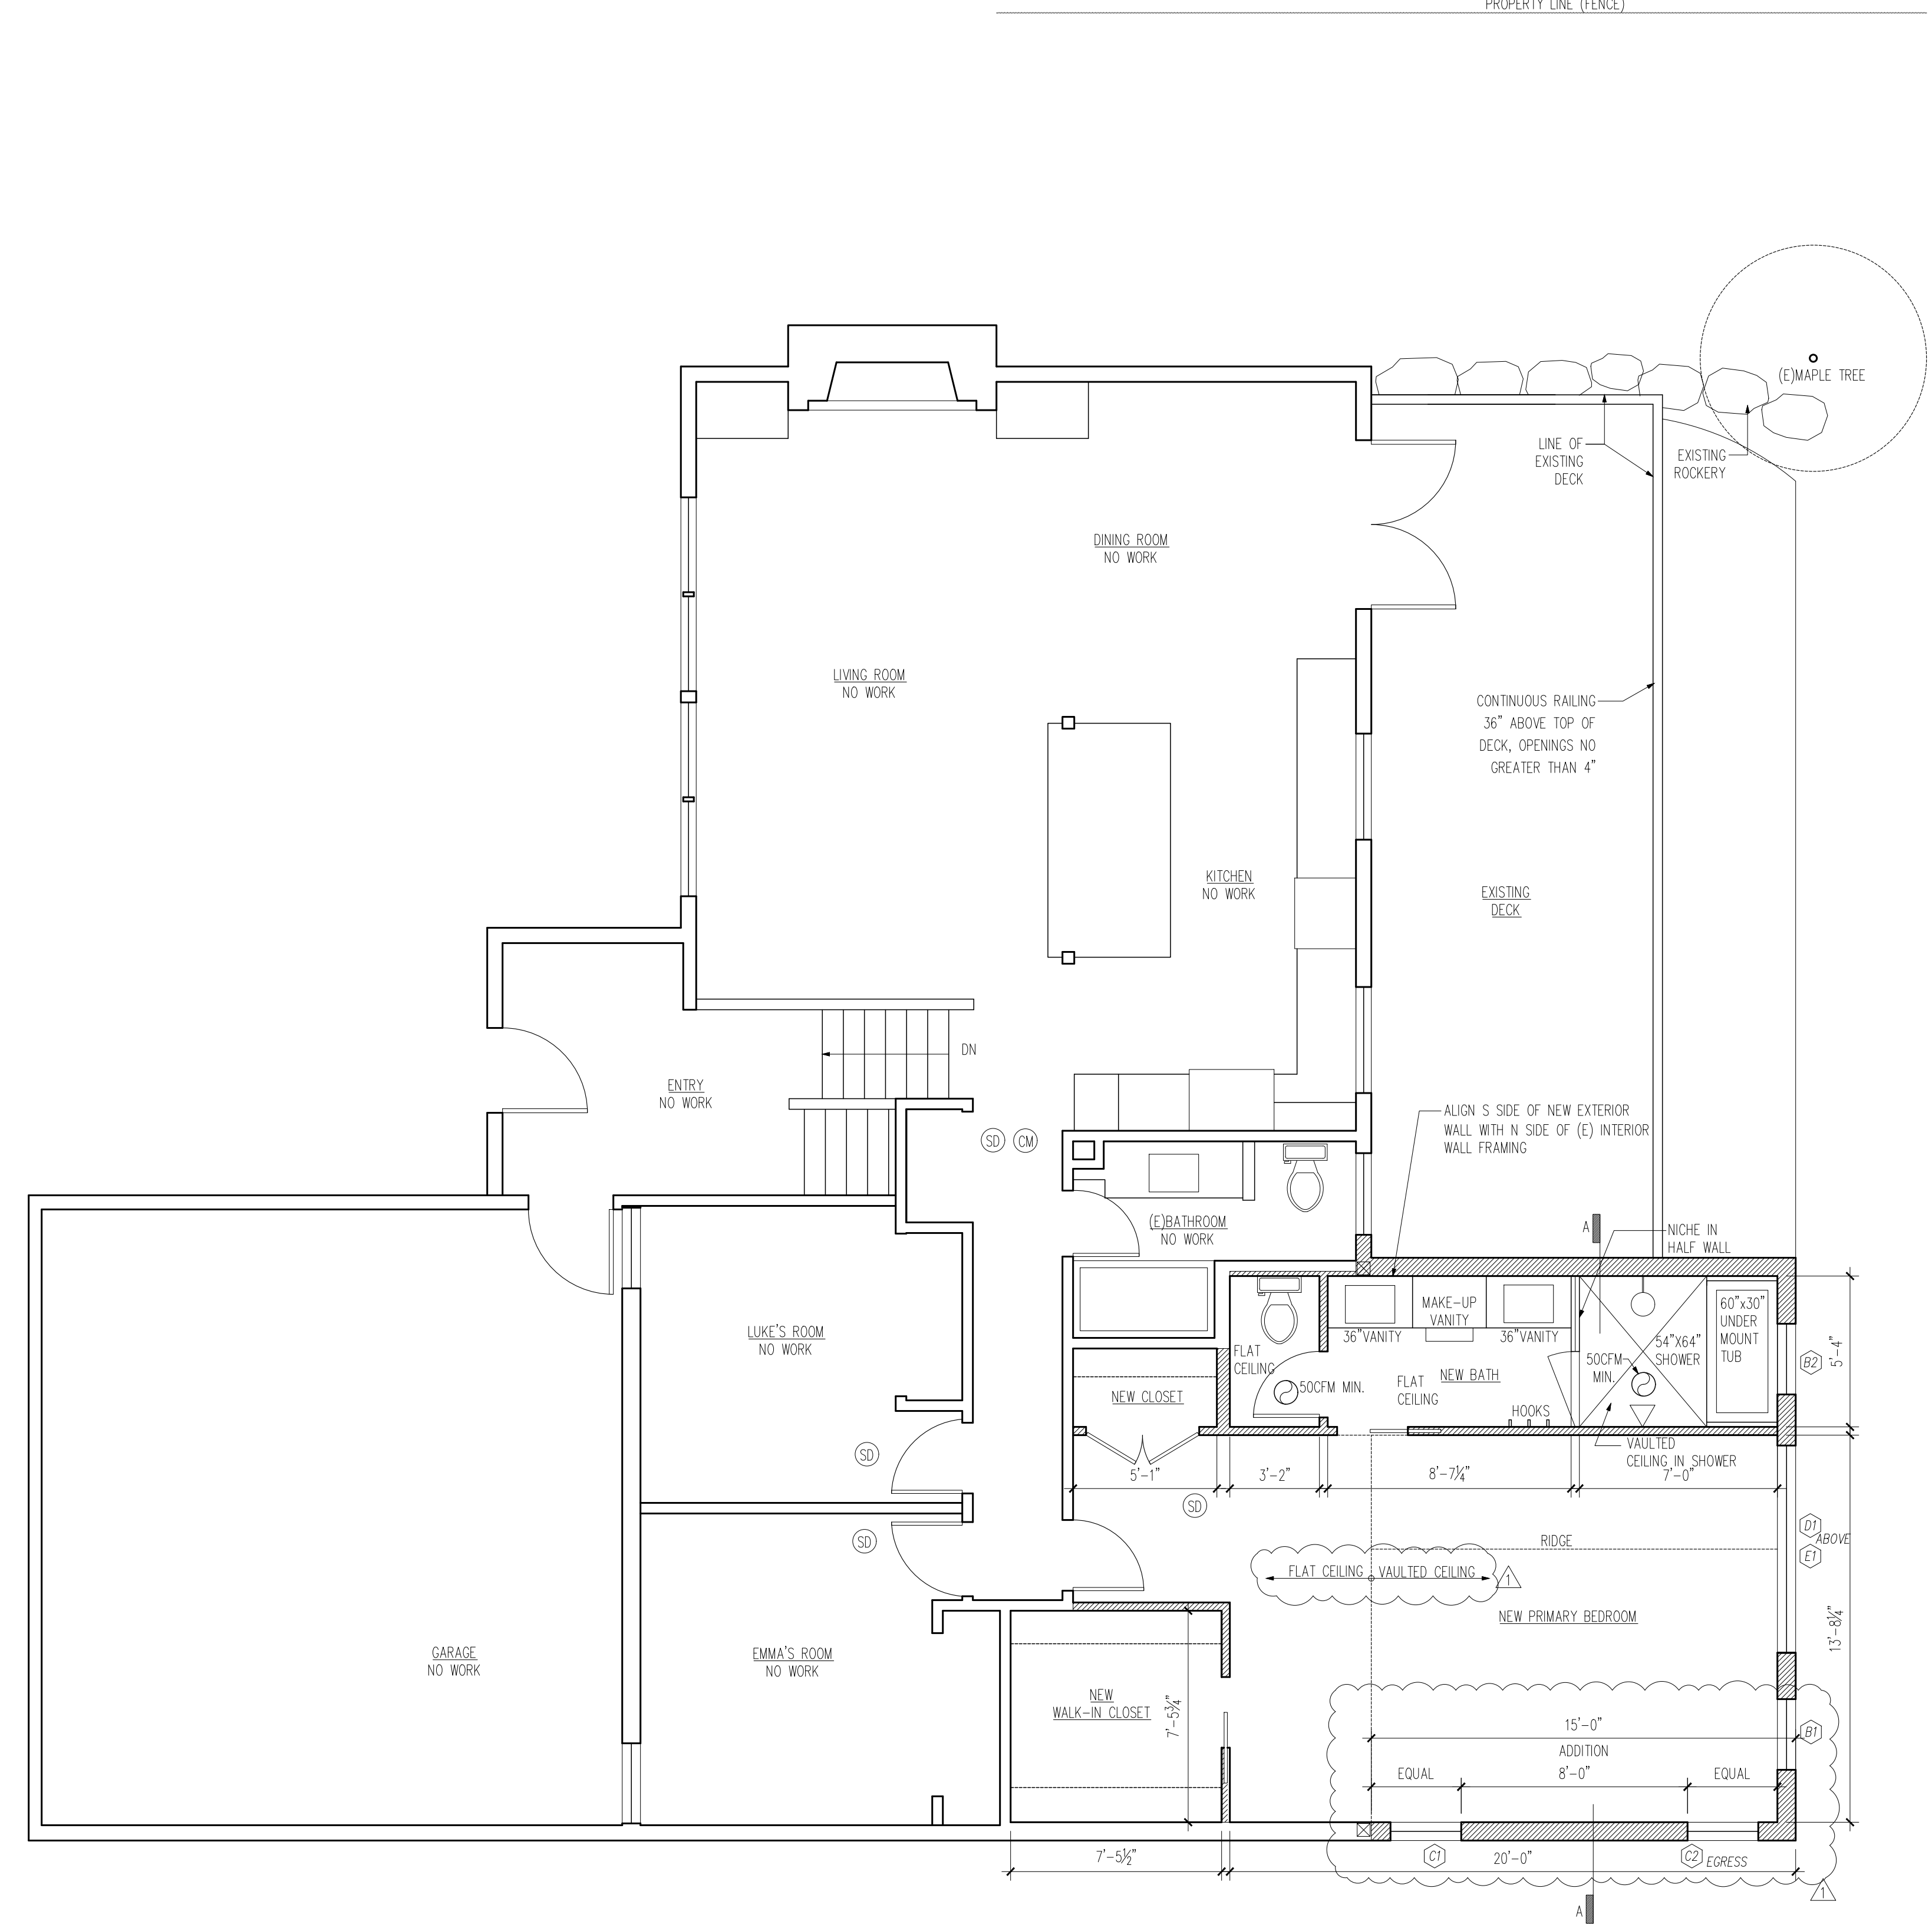 PROPERTY LINE (FENCE)
(E)MAPLE TREE
LINE OF
EXISTING
DECK
EXISTING
ROCKERY
DINING ROOM
NO WORK
LIVING ROOM
NO WORK
CONTINUOUS RAILING
36" ABOVE TOP OF
DECK, OPENINGS NO
GREATER THAN 4"
KITCHEN
NO WORK
EXISTING
DECK
DN
ENTRY
NO WORK
SD
CM
ALIGN S SIDE OF NEW EXTERIOR
WALL WITH N SIDE OF (E) INTERIOR
WALL FRAMING
(E)BATHROOM
NO WORK
A
NICHE IN
HALF WALL
LUKE'S ROOM
NO WORK
MAKE-UP
VANITY
36"VANITY
36"VANITY
60"x30"
UNDER
MOUNT
TUB
54"X64"
SHOWER
50CFM
MIN.
FLAT
CEILING
50CFM MIN.
FLAT
CEILING
NEW BATH
HOOKS
B2
5'-4"
NEW CLOSET
VAULTED
CEILING IN SHOWER
SD
5'-1"
3'-2"
8'-7¼"
7'-0"
SD
SD
RIDGE
D1
ABOVE
E1
FLAT CEILING
VAULTED CEILING
1
NEW PRIMARY BEDROOM
13'-8¼"
GARAGE
NO WORK
EMMA'S ROOM
NO WORK
NEW
WALK-IN CLOSET
7'-5¾"
15'-0"
ADDITION
B1
EQUAL
8'-0"
EQUAL
7'-5½"
C1
20'-0"
C2
EGRESS
1
A